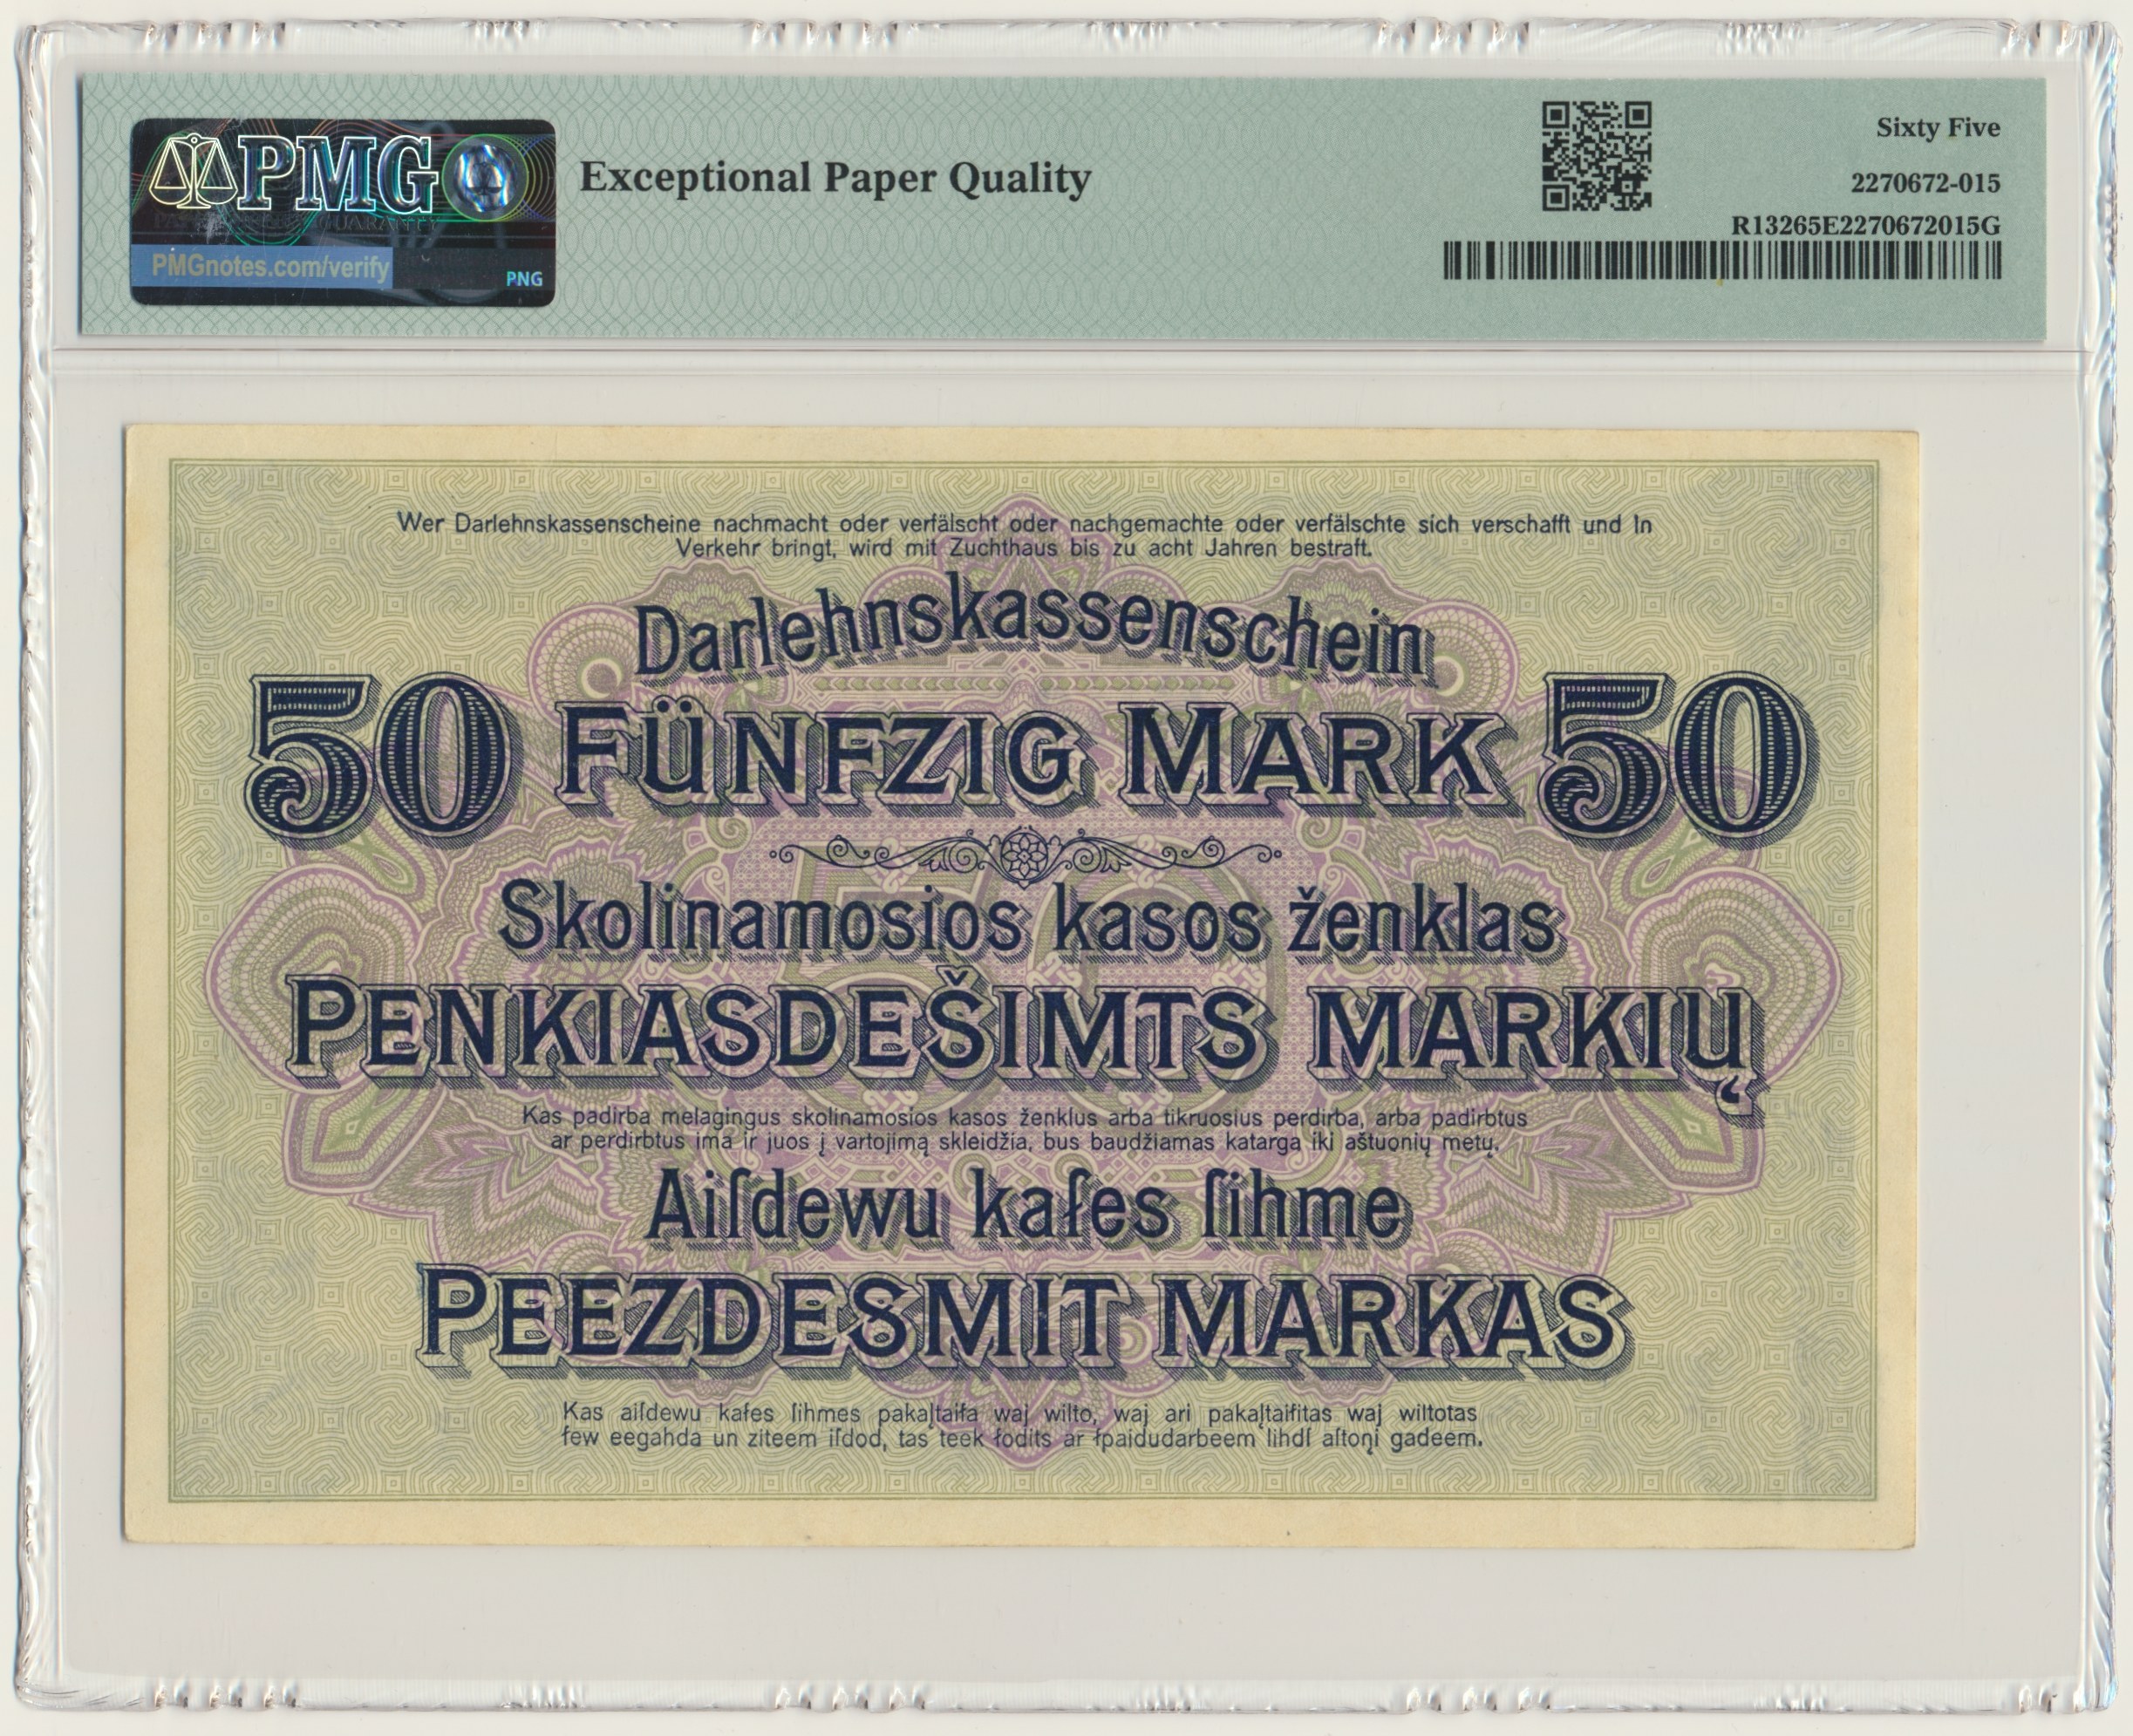 PMG
PMGnotes.com/verify
PNG
Exceptional Paper Quality
Sixty Five
2270672-015
R13265E2270672015G
Wer Darlehnskassenscheine nachmacht oder verfälscht oder nachgemachte oder verfälschte sich verschafft und In
Verkehr bringt, wird mit Zuchthaus bis zu acht Jahren bestraft.
Darlehnskassenschein
50 FÜNFZIG MARK 50
50
Skolinamosios kasos ženklas
PENKIASDEŠIMTS MARKIŲ
Kas padirba melagingus skolinamosios kasos ženklus arba tikruosius perdirba, arba padirbtus
ar perdirbtus ima ir juos į vartojimą skleidžia, bus baudžiamas katarga iki aštuonių metų.
Aiſdewu kaſes ſihme
PEEZDESMIT MARKAS
Kas aiſdewu kaſes ſihmes pakaļtaiſa waj wilto, waj ari pakaļtaiſitas waj wiltotas
ſew eegahda un ziteem iſdod, tas teek ſodits ar ſpaidudarbeem lihdſ aſtoņi gadeem.